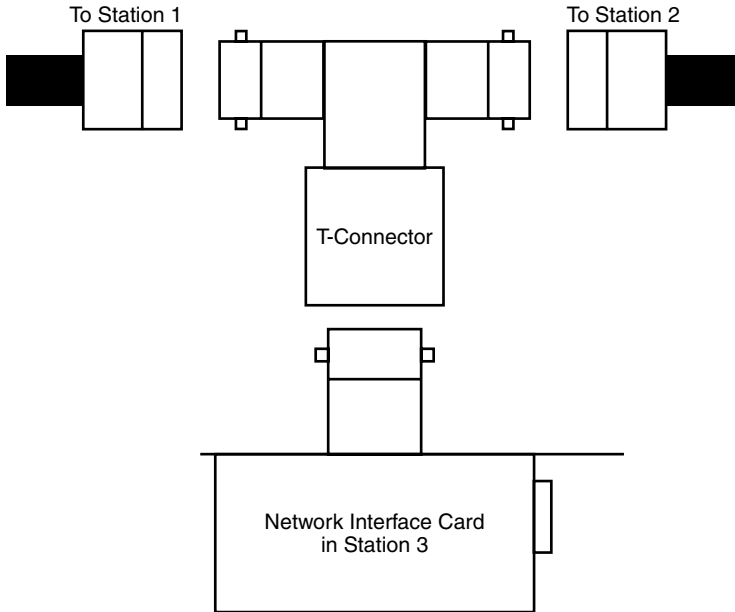 To Station 1
To Station 2
T-Connector
Network Interface Card
in Station 3